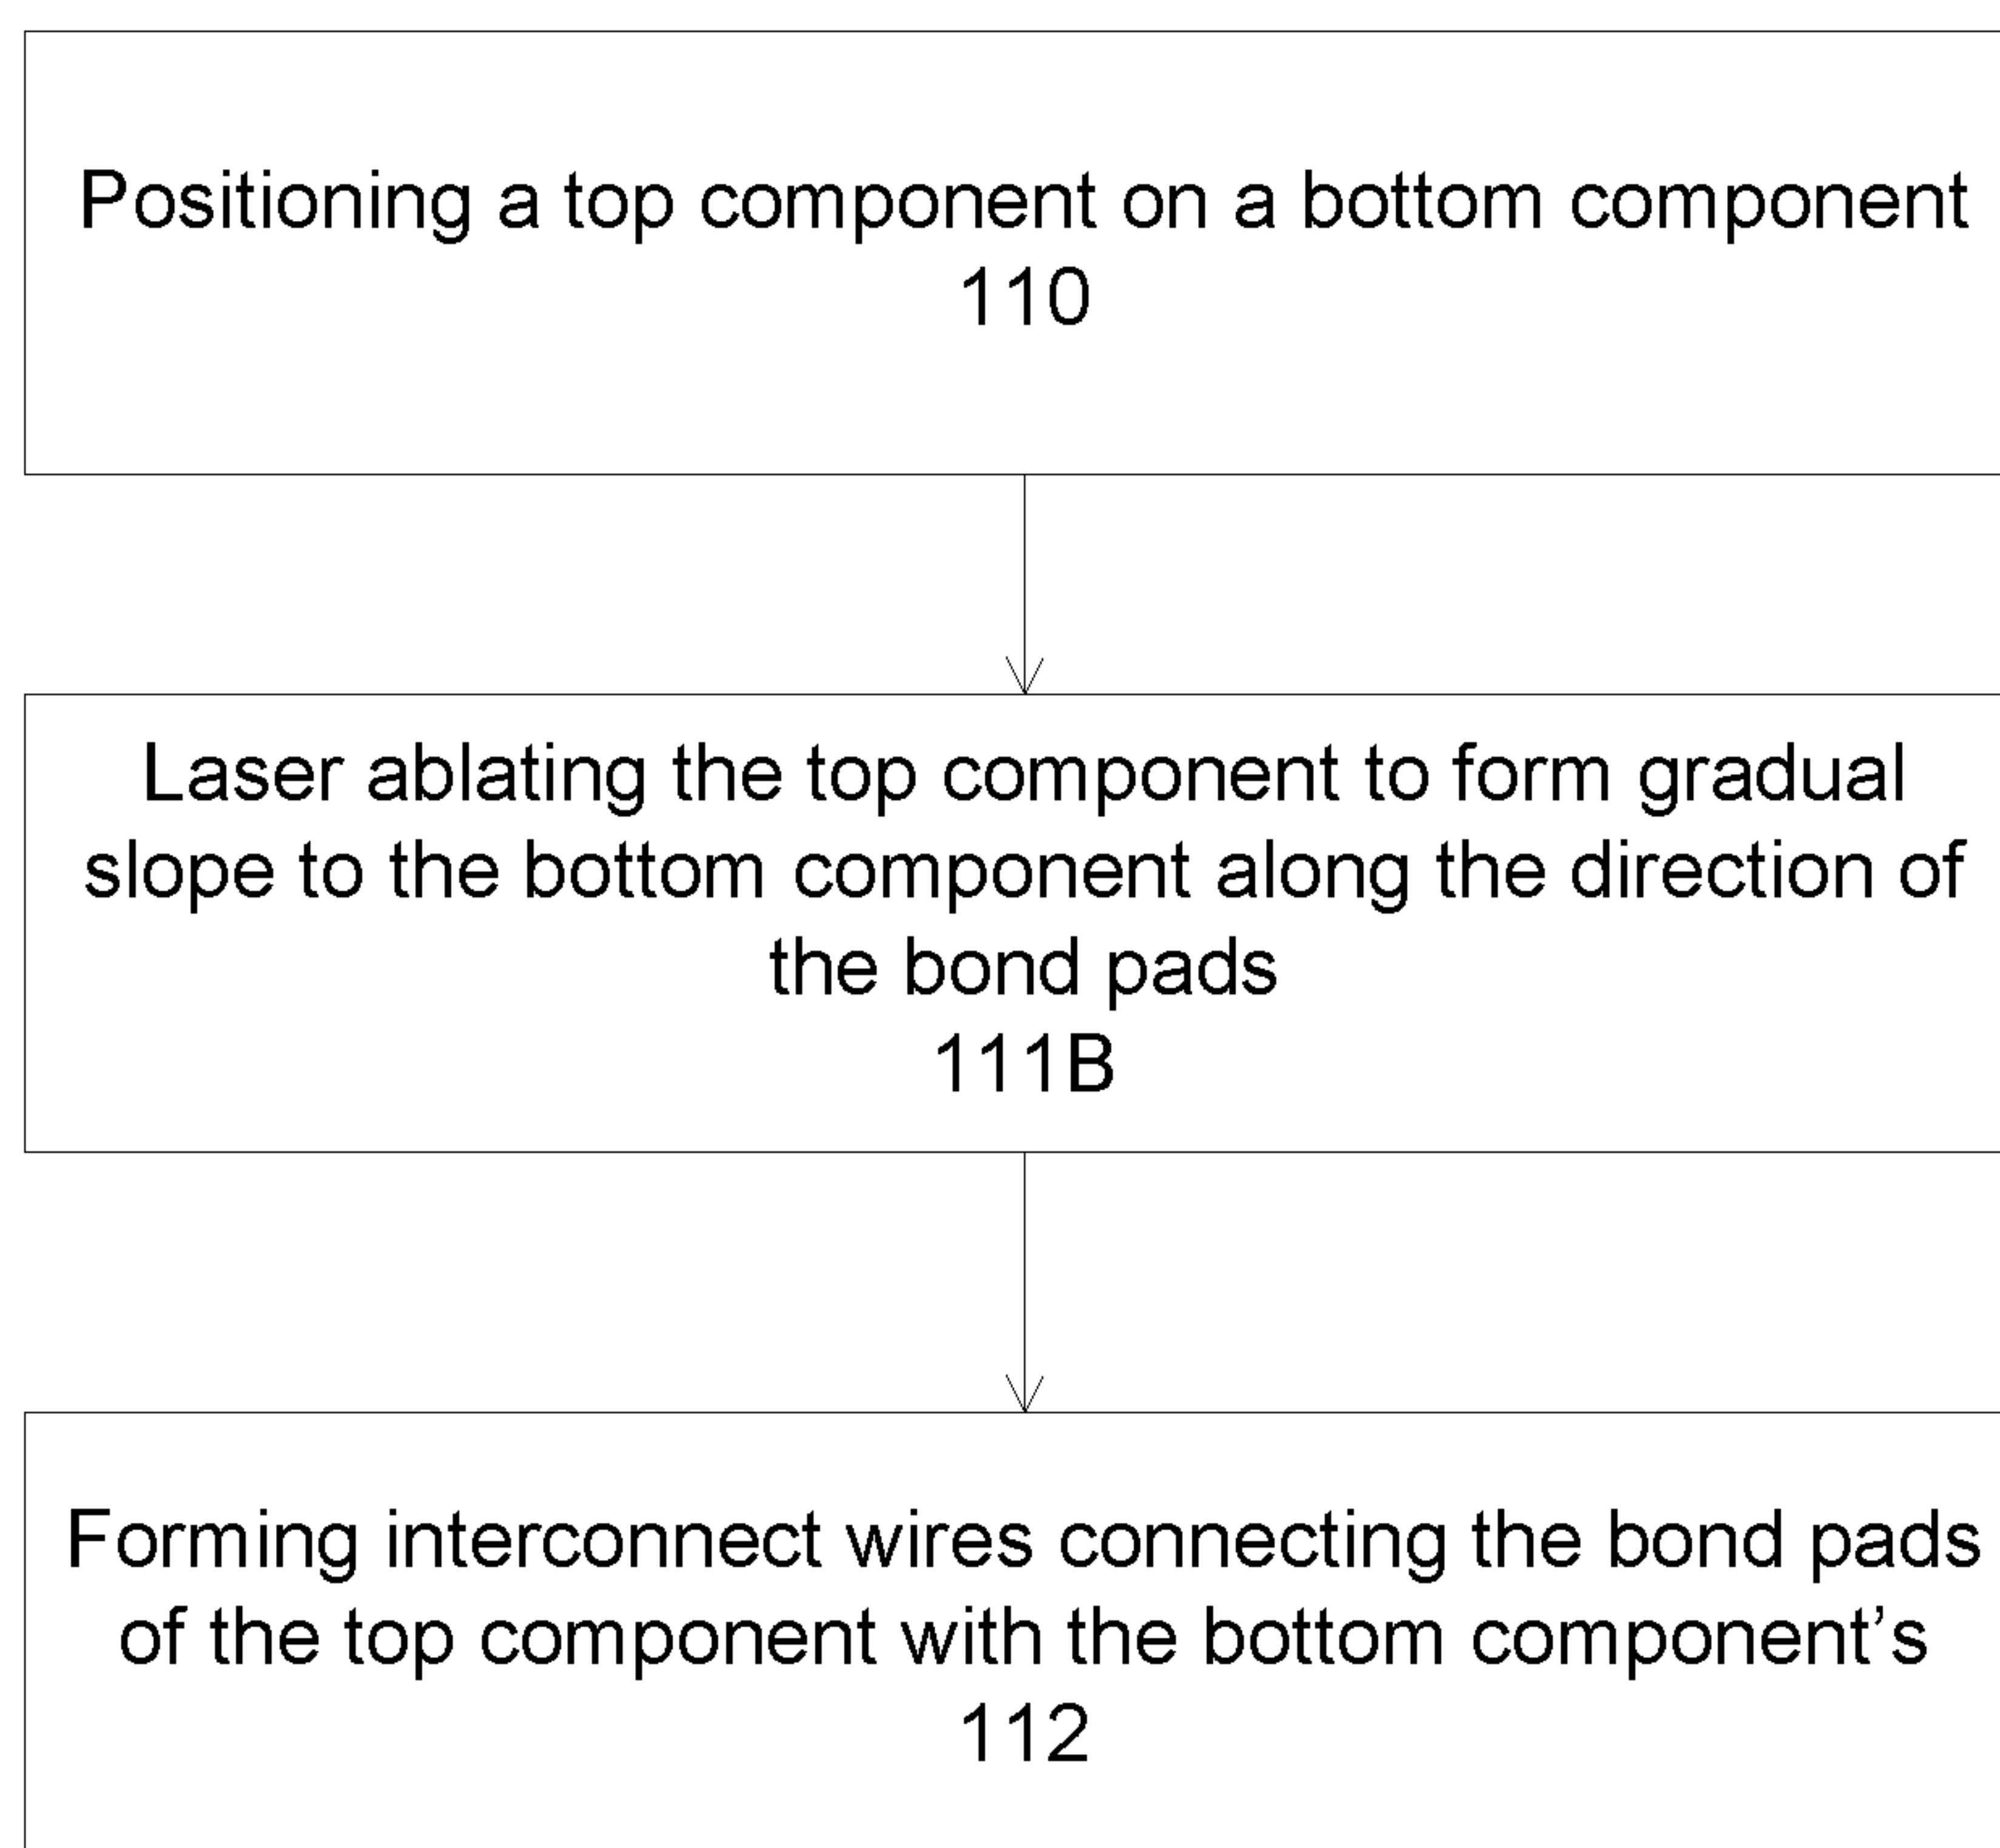 Positioning a top component on a bottom component
110
Laser ablating the top component to form gradual
slope to the bottom component along the direction of
the bond pads
111B
Forming interconnect wires connecting the bond pads
of the top component with the bottom component’s
112